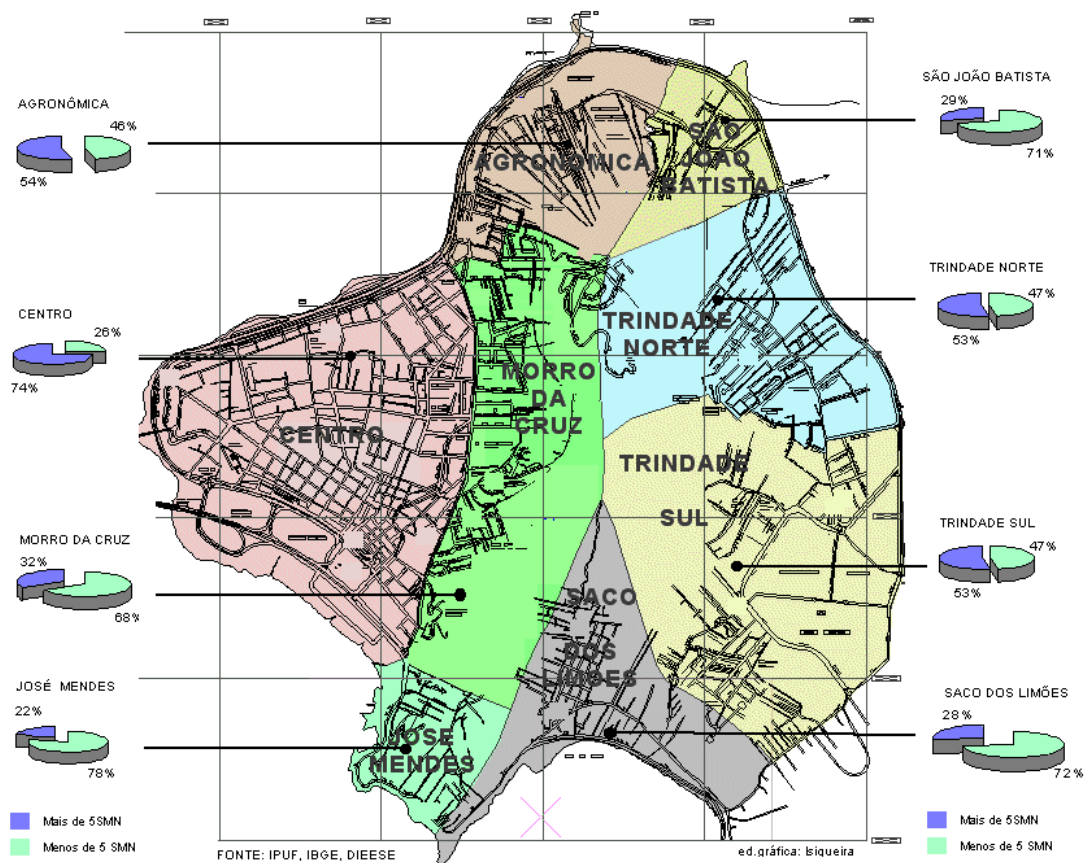 AGRONÔMICA
46%
54%
CENTRO
26%
74%
MORRO DA CRUZ
32%
68%
JOSÉ MENDES
22%
78%
Mais de 5SMN
Menos de 5 SMN
FONTE: IPUF, IBGE, DIEESE
AGRONOMICA
SÃO
JOÃO
BATISTA
TRINDADE
NORTE
MORRO
DA
CRUZ
CENTRO
TRINDADE
SUL
SACO
DOS
LIMÕES
JOSE
MENDES
SÃO JOÃO BATISTA
29%
71%
TRINDADE NORTE
47%
53%
TRINDADE SUL
47%
53%
SACO DOS LIMÕES
28%
72%
Mais de 5SMN
Menos de 5 SMN
ed.gráfica: lsiqueira